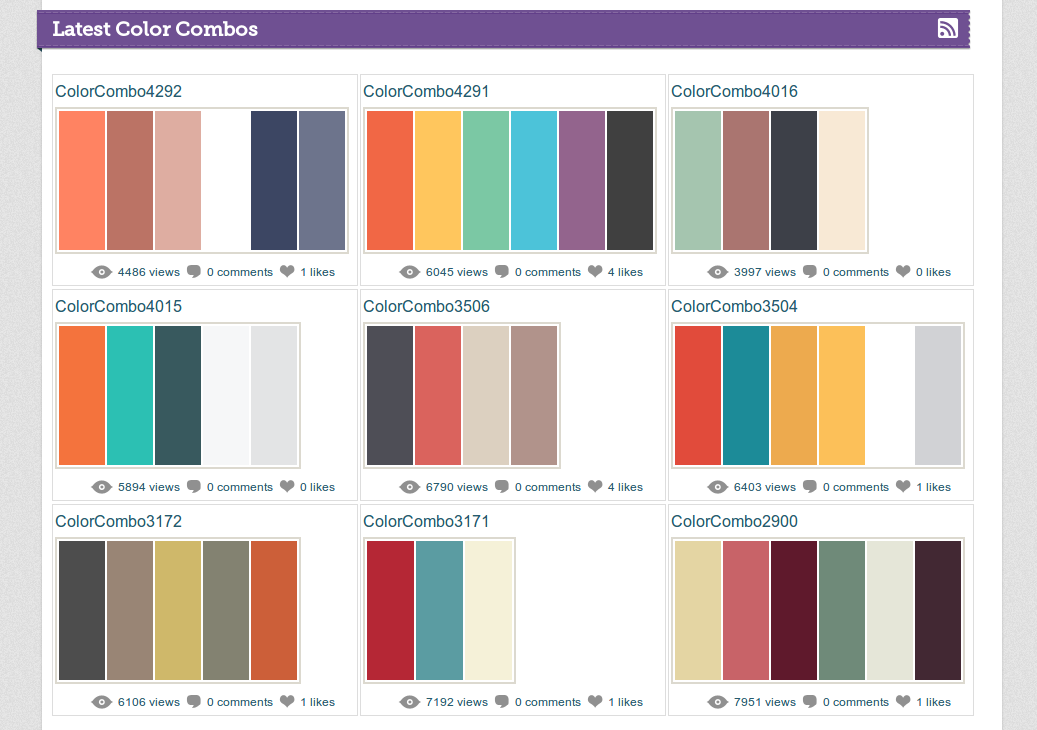 Latest Color Combos
ColorCombo4292
ColorCombo4291
ColorCombo4016
4486 views 0 comments 1 likes
6045 views 0 comments 4 likes
3997 views 0 comments 0 likes
ColorCombo4015
ColorCombo3506
ColorCombo3504
5894 views 0 comments 0 likes
6790 views 0 comments 4 likes
6403 views 0 comments 1 likes
ColorCombo3172
ColorCombo3171
ColorCombo2900
6106 views 0 comments 1 likes
7192 views 0 comments 1 likes
7951 views 0 comments 1 likes